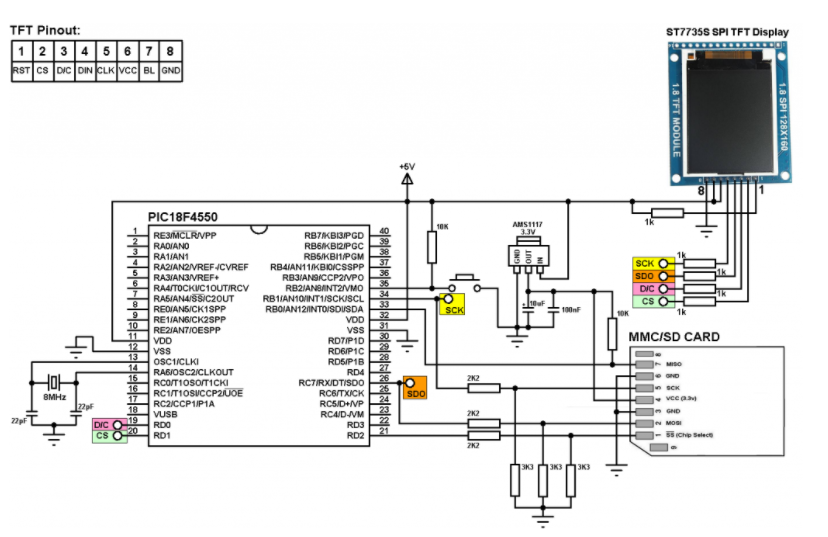 TFT Pinout:
1 2 3 4 5 6 7 8
RST CS D/C DIN CLK VCC BL GND
ST7735S SPI TFT Display
1.8 TFT MODULE
1.8 SPI 128X160
8 1
+5V
1k
PIC18F4550
1 RE3/MCLR/VPP
2 RA0/AN0
3 RA1/AN1
4 RA2/AN2/VREF-/CVREF
5 RA3/AN3/VREF+
6 RA4/T0CKI/C1OUT/RCV
7 RA5/AN4/SS/C2OUT
8 RE0/AN5/CK1SPP
9 RE1/AN6/CK2SPP
10 RE2/AN7/OESPP
11 VDD
12 VSS
13 OSC1/CLKI
14 RA6/OSC2/CLKOUT
15 RC0/T1OSO/T1CKI
16 RC1/T1OSI/CCP2/UOE
17 RC2/CCP1/P1A
18 VUSB
19 RD0
20 RD1
RB7/KBI3/PGD 40
RB6/KBI2/PGC 39
RB5/KBI1/PGM 38
RB4/AN11/KBI0/CSSPP 37
RB3/AN9/CCP2/VPO 36
RB2/AN8/INT2/VMO 35
RB1/AN10/INT1/SCK/SCL 34
RB0/AN12/INT0/SDI/SDA 33
VDD 32
VSS 31
RD7/P1D 30
RD6/P1C 29
RD5/P1B 28
RD4 27
RC7/RX/DT/SDO 26
RC6/TX/CK 25
RC5/D+/VP 24
RC4/D-/VM 23
RD3 22
RD2 21
8MHz
22pF 22pF
D/C
CS
10K
SCK
AMS1117
3.3V
GND OUT IN
+ 10uF
100nF
10K
SDO
SCK 1k
SDO 1k
D/C 1k
CS 1k
2K2
2K2
2K2
3K3 3K3 3K3
MMC/SD CARD
8
7 MISO
6 GND
5 SCK
4 VCC (3.3v)
3 GND
2 MOSI
1 SS (Chip Select)
9